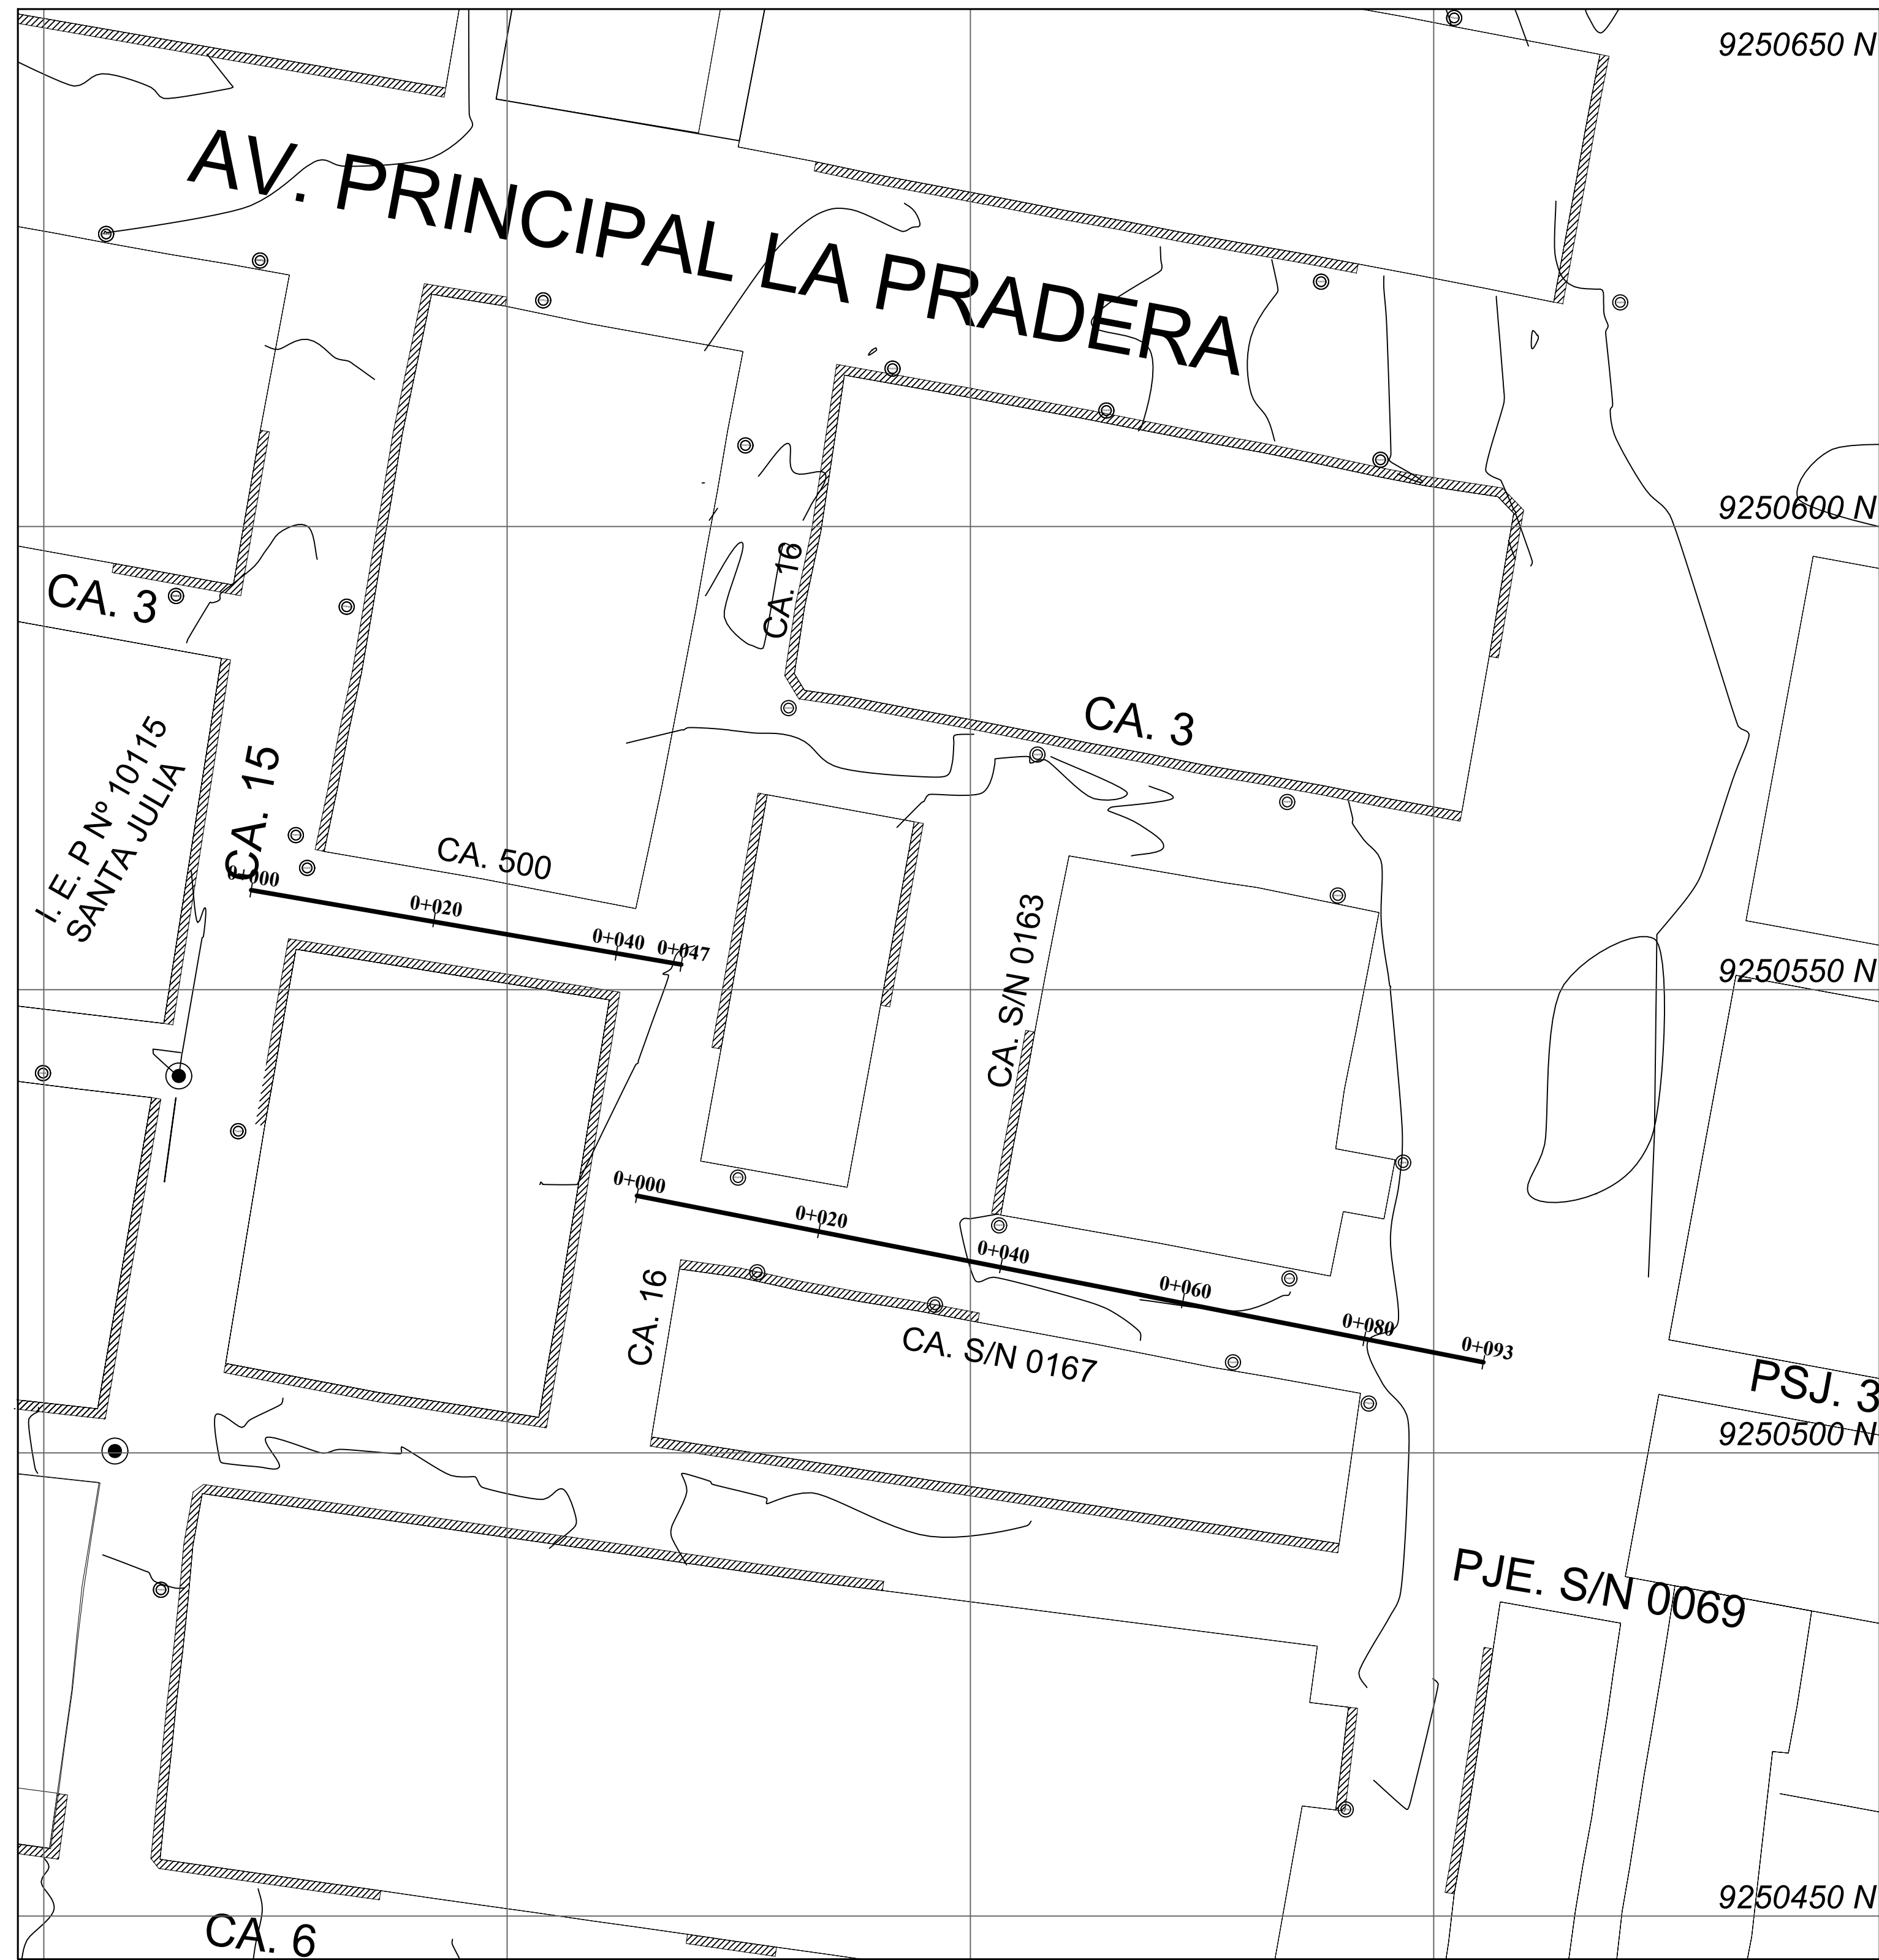 9250650 N
AV. PRINCIPAL LA PRADERA
9250600 N
CA. 16
CA. 3
CA. 3
I. E. P Nº 10115
SANTA JULIA
CA. 15
CA. 500
0+000
0+020
0+040
0+047
CA. S/N 0163
9250550 N
0+000
0+020
0+040
0+060
0+080
0+093
CA. 16
CA. S/N 0167
PSJ. 3
9250500 N
PJE. S/N 0069
9250450 N
CA. 6